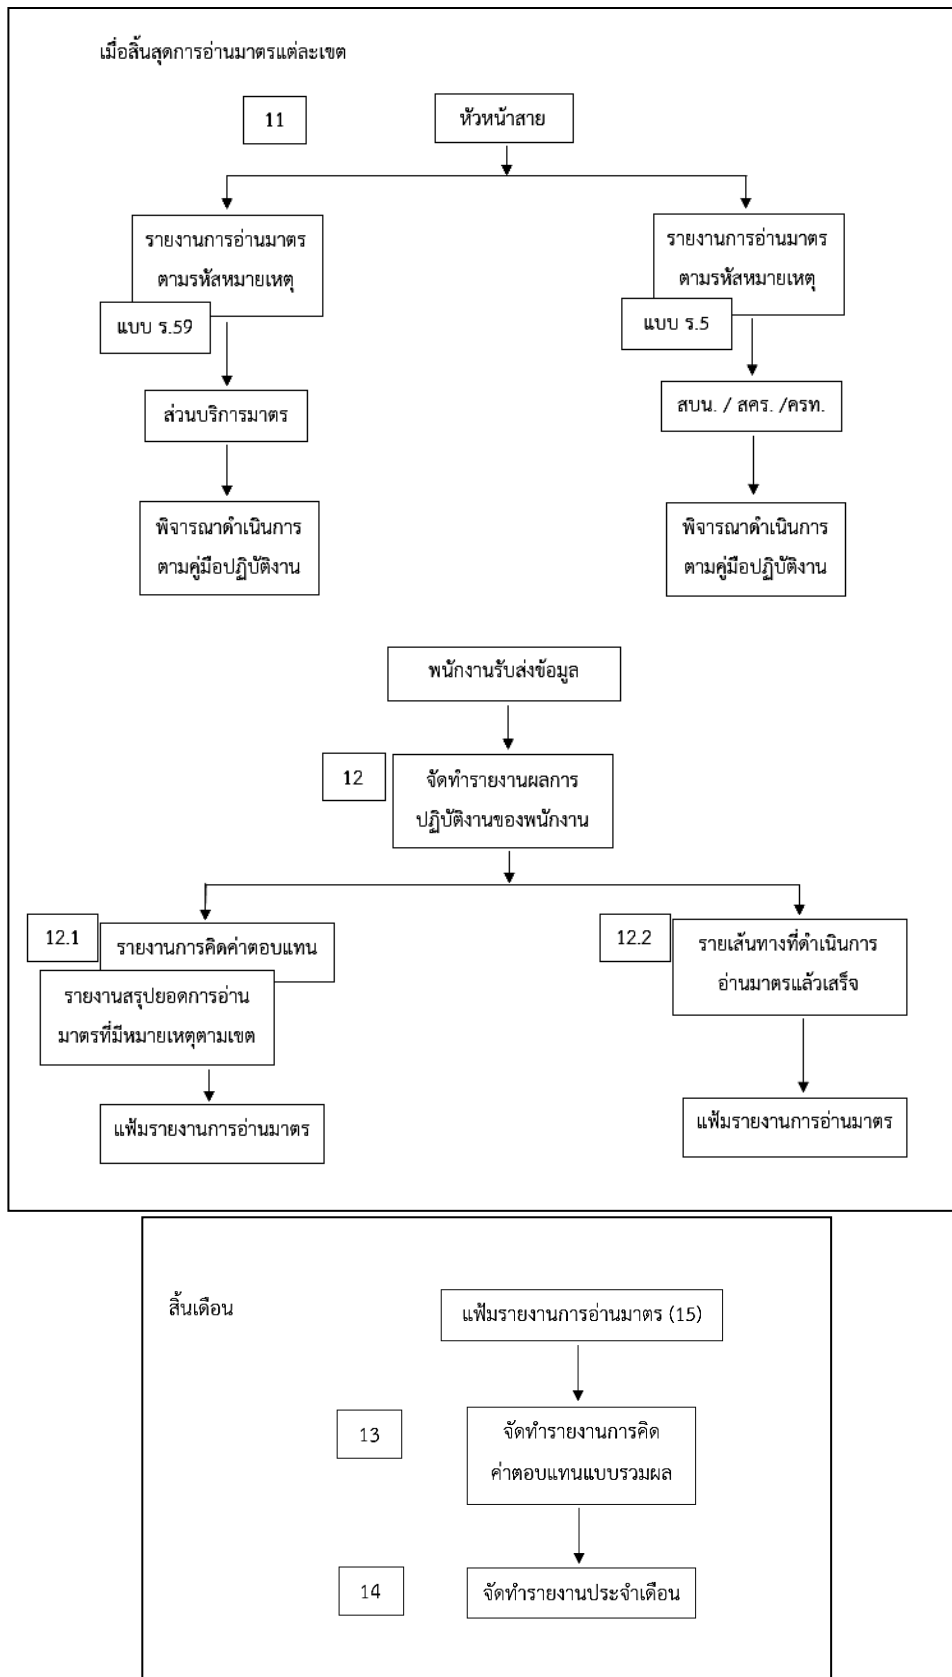 เมื่อสิ้นสุดการอ่านมาตรแต่ละเขต
11
หัวหน้าสาย
รายงานการอ่านมาตร
ตามรหัสหมายเหตุ
แบบ ร.59
รายงานการอ่านมาตร
ตามรหัสหมายเหตุ
แบบ ร.5
ส่วนบริการมาตร
สบน. / สคร. /ครท.
พิจารณาดำเนินการ
ตามคู่มือปฏิบัติงาน
พิจารณาดำเนินการ
ตามคู่มือปฏิบัติงาน
พนักงานรับส่งข้อมูล
12
จัดทำรายงานผลการ
ปฏิบัติงานของพนักงาน
12.1
รายงานการคิดค่าตอบแทน
รายงานสรุปยอดการอ่าน
มาตรที่มีหมายเหตุตามเขต
12.2
รายเส้นทางที่ดำเนินการ
อ่านมาตรแล้วเสร็จ
แฟ้มรายงานการอ่านมาตร
แฟ้มรายงานการอ่านมาตร
สิ้นเดือน
แฟ้มรายงานการอ่านมาตร (15)
13
จัดทำรายงานการคิด
ค่าตอบแทนแบบรวมผล
14
จัดทำรายงานประจำเดือน